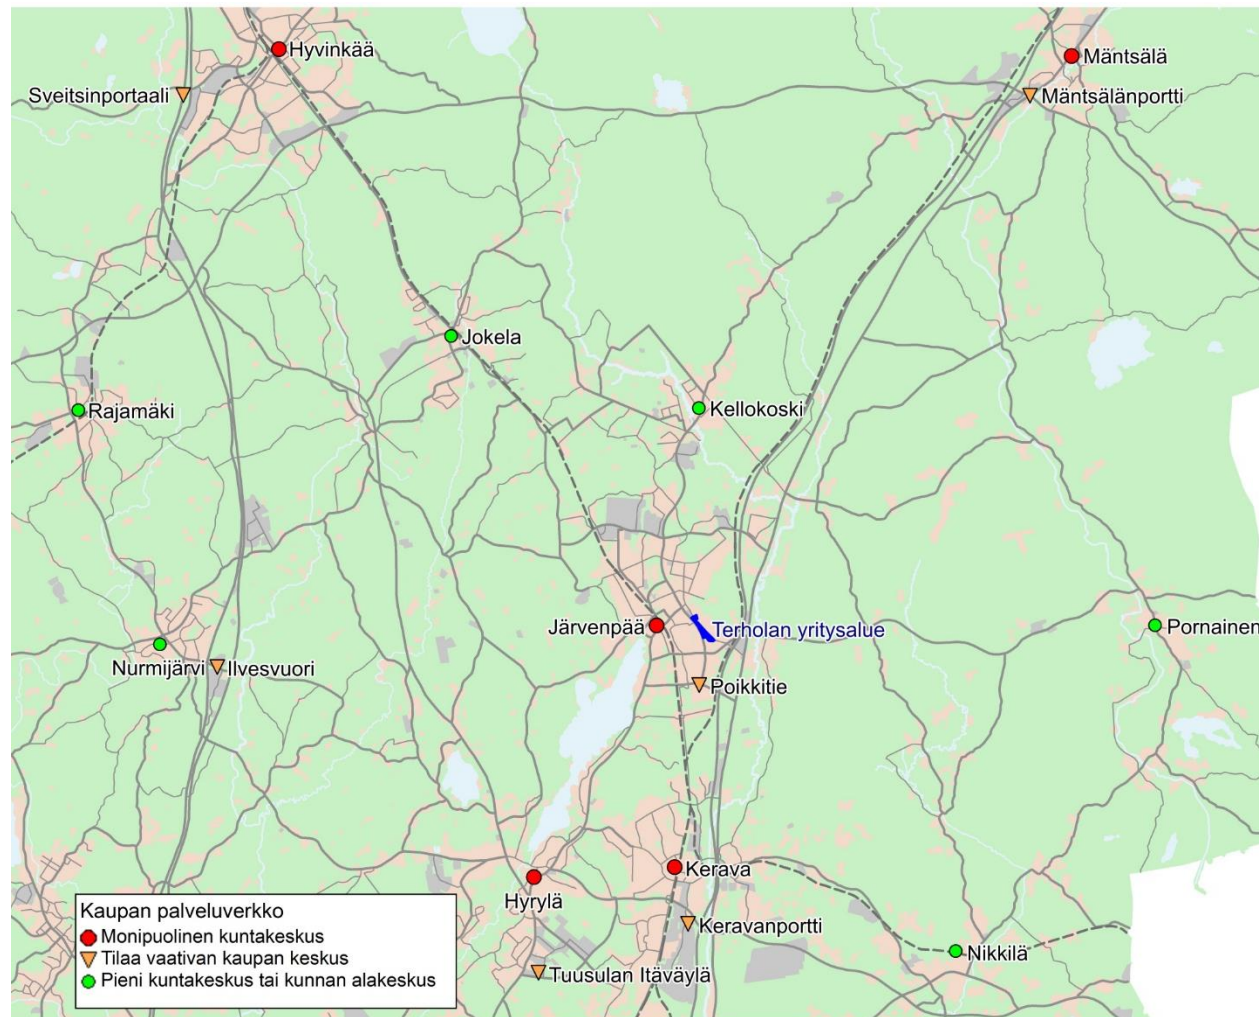 Hyvinkää
Mäntsälä
Sveitsinportaali
Mäntsälänportti
Jokela
Rajamäki
Kellokoski
Järvenpää
Terholan yritysalue
Pornainen
Nurmijärvi
Ilvesvuori
Poikkitie
Kerava
Hyrylä
Keravanportti
Nikkilä
Tuusulan Itäväylä
Kaupan palveluverkko
Monipuolinen kuntakeskus
Tilaa vaativan kaupan keskus
Pieni kuntakeskus tai kunnan alakeskus